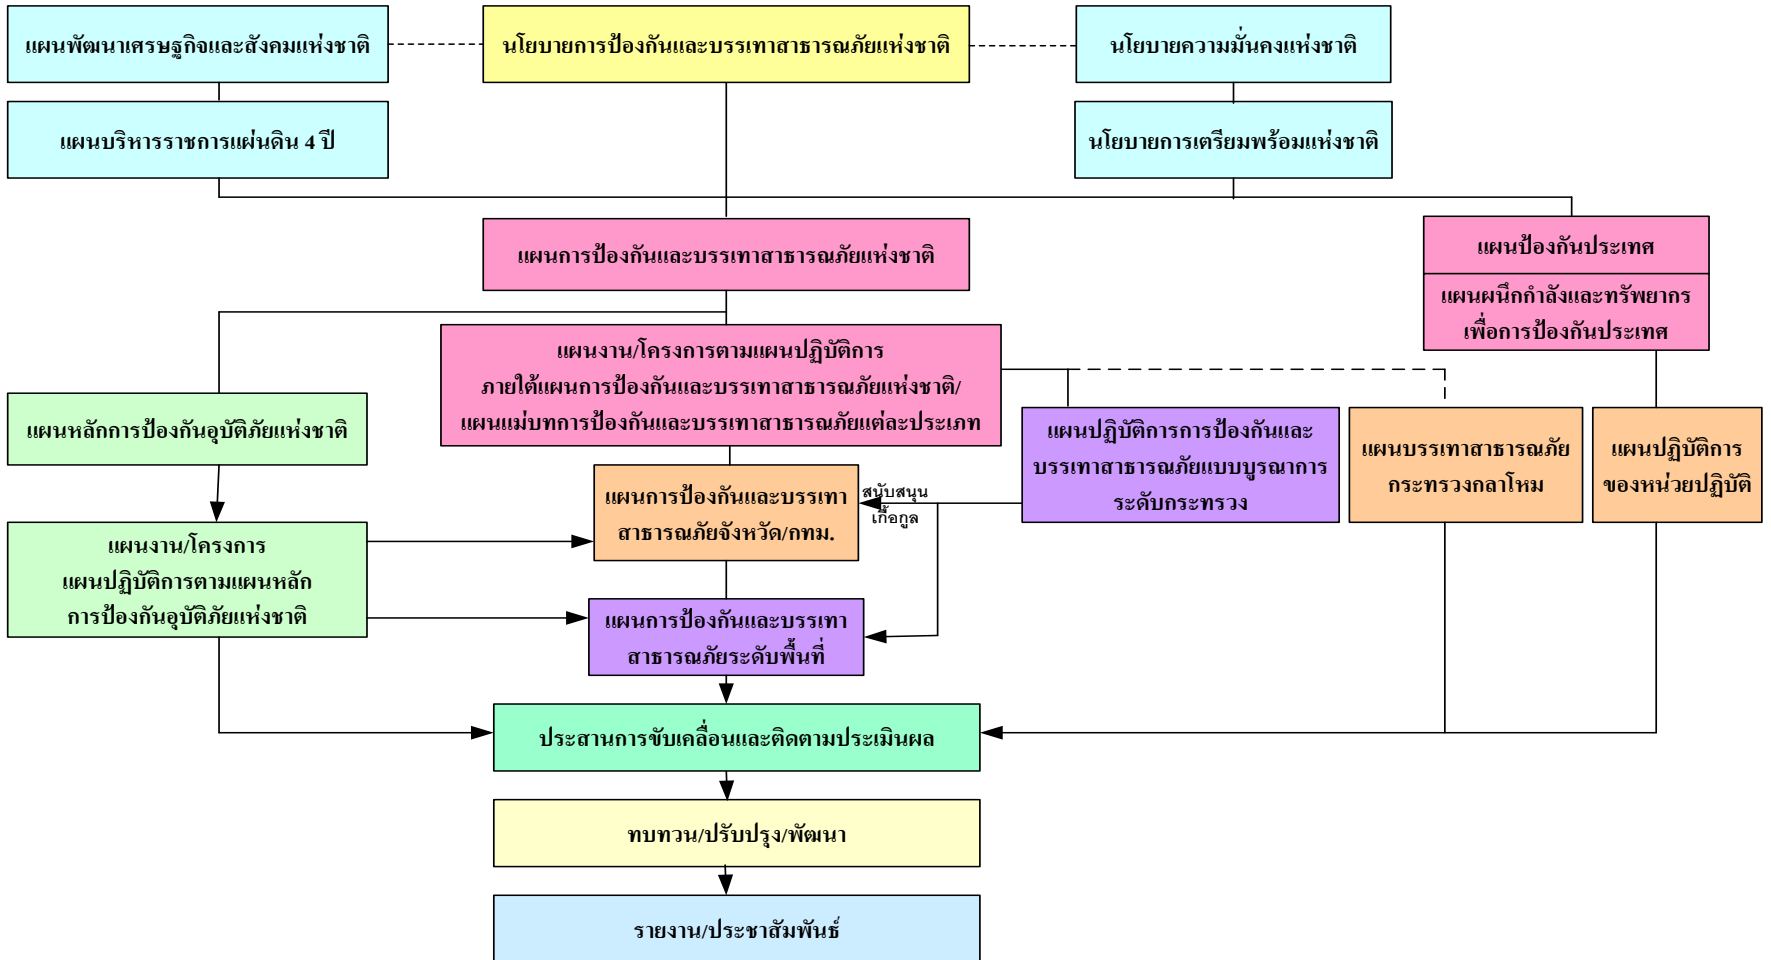 แผนพัฒนาเศรษฐกิจและสังคมแห่งชาติ
นโยบายการป้องกันและบรรเทาสาธารณภัยแห่งชาติ
นโยบายความมั่นคงแห่งชาติ
แผนบริหารราชการแผ่นดิน 4 ปี
นโยบายการเตรียมพร้อมแห่งชาติ
แผนการป้องกันและบรรเทาสาธารณภัยแห่งชาติ
แผนป้องกันประเทศ
แผนผนึกกำลังและทรัพยากร
เพื่อการป้องกันประเทศ
แผนงาน/โครงการตามแผนปฏิบัติการ
ภายใต้แผนการป้องกันและบรรเทาสาธารณภัยแห่งชาติ/
แผนแม่บทการป้องกันและบรรเทาสาธารณภัยแต่ละประเภท
แผนหลักการป้องกันอุบัติภัยแห่งชาติ
แผนปฏิบัติการการป้องกันและ
บรรเทาสาธารณภัยแบบบูรณาการ
ระดับกระทรวง
แผนบรรเทาสาธารณภัย
กระทรวงกลาโหม
แผนปฏิบัติการ
ของหน่วยปฏิบัติ
แผนการป้องกันและบรรเทา
สาธารณภัยจังหวัด/กทม.
สนับสนุน
เกื้อกูล
แผนงาน/โครงการ
แผนปฏิบัติการตามแผนหลัก
การป้องกันอุบัติภัยแห่งชาติ
แผนการป้องกันและบรรเทา
สาธารณภัยระดับพื้นที่
ประสานการขับเคลื่อนและติดตามประเมินผล
ทบทวน/ปรับปรุง/พัฒนา
รายงาน/ประชาสัมพันธ์